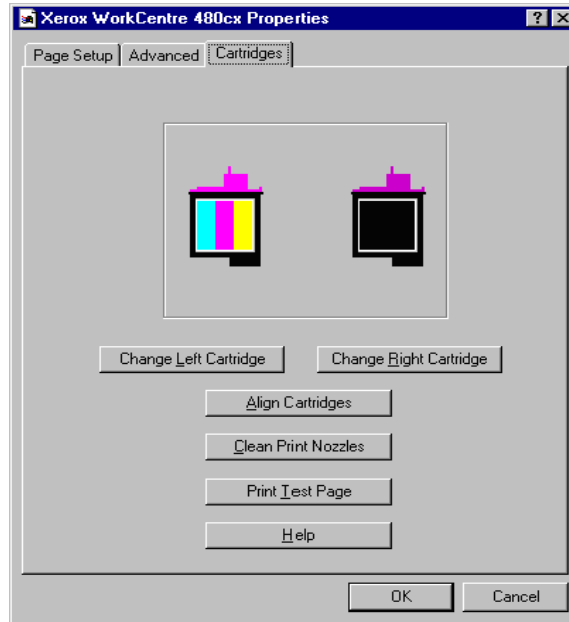 Xerox WorkCentre 480cx Properties
Page Setup Advanced Cartridges
Change Left Cartridge Change Right Cartridge
Align Cartridges
Clean Print Nozzles
Print Test Page
Help
OK Cancel